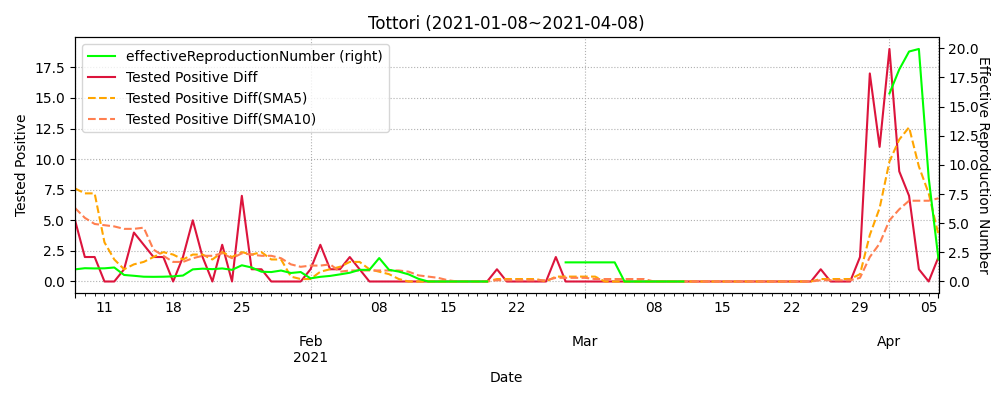 Tottori (2021-01-08~2021-04-08)
effectiveReproductionNumber (right)
Tested Positive Diff
Tested Positive Diff(SMA5)
Tested Positive Diff(SMA10)
Tested Positive
17.5
15.0
12.5
10.0
7.5
5.0
2.5
0.0
20.0
17.5
15.0
12.5
10.0
7.5
5.0
2.5
0.0
Effective Reproduction Number
11 18 25 08 15 22 08 15 22 29 05
Feb Mar Apr
2021
Date